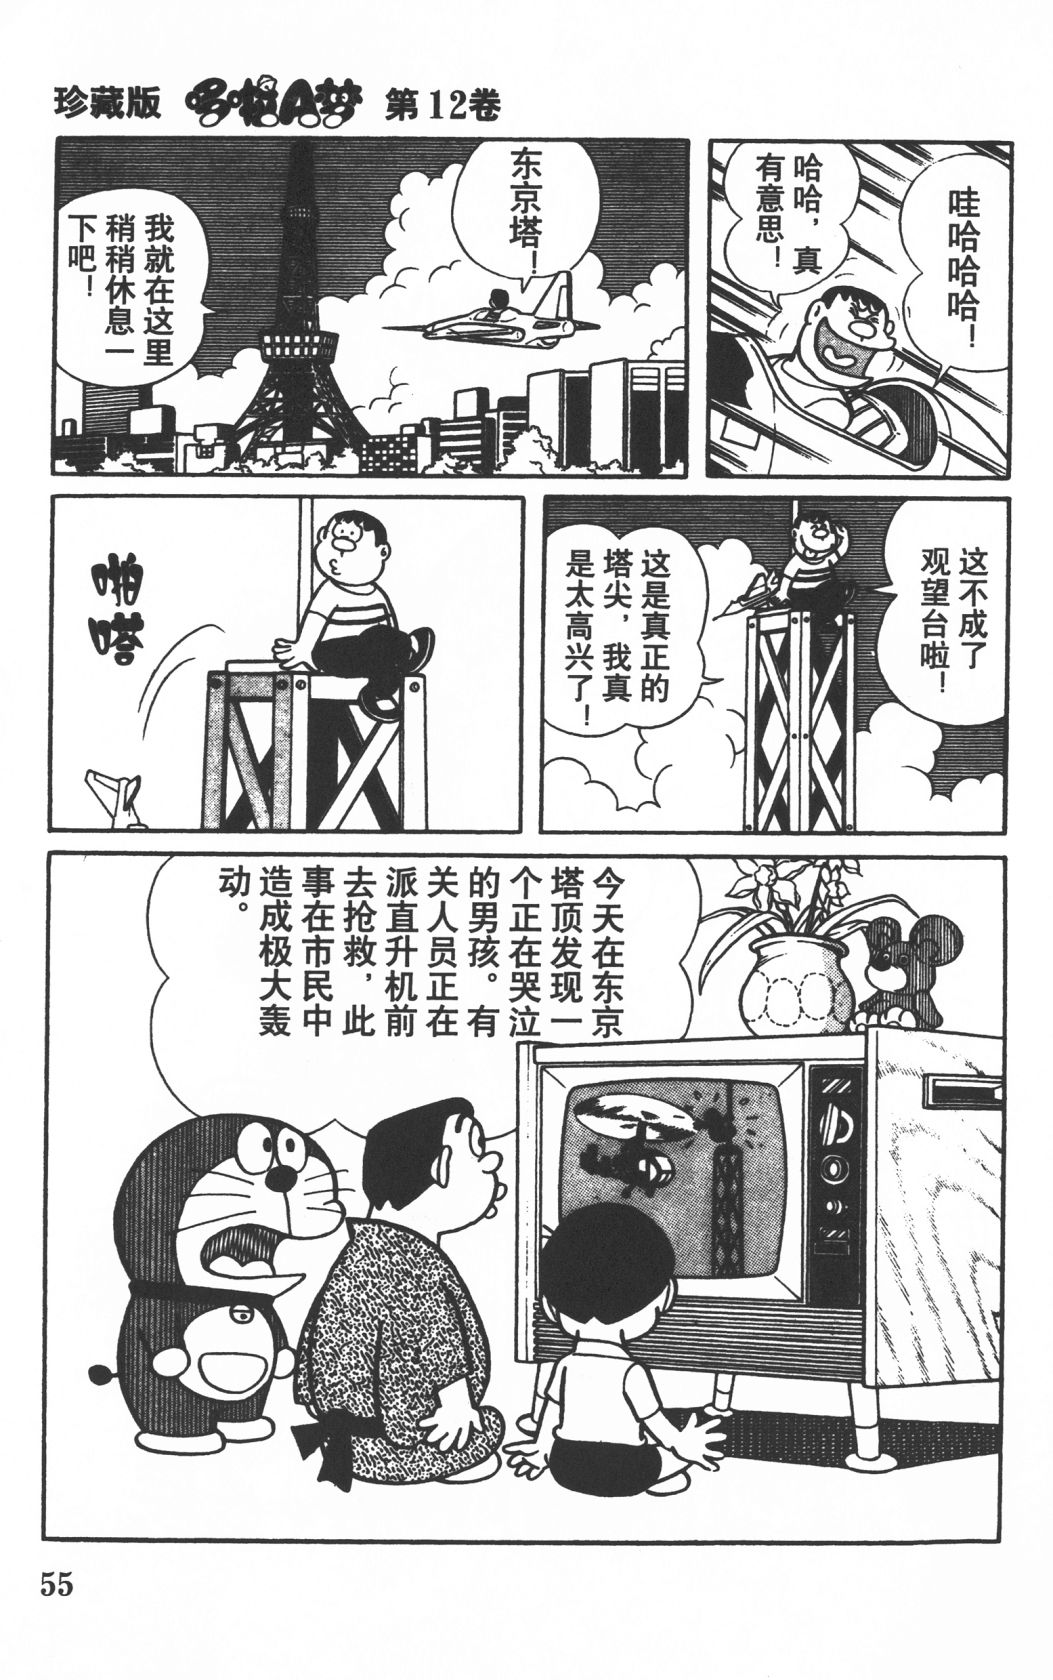 珍藏版 哆啦A梦 第12卷
哇哈哈哈！
哈哈，真
有意思！
东京塔！
我就在这里
稍稍休息一
下吧！
这不成了
观望台啦！
这是真正的
塔尖，我真
是太高兴了！
啪嗒
今天在东京
塔顶发现一
个正在哭泣
的男孩。有
关人员正在
派直升机前
去抢救，此
事在市民中
造成极大轰
动。
55